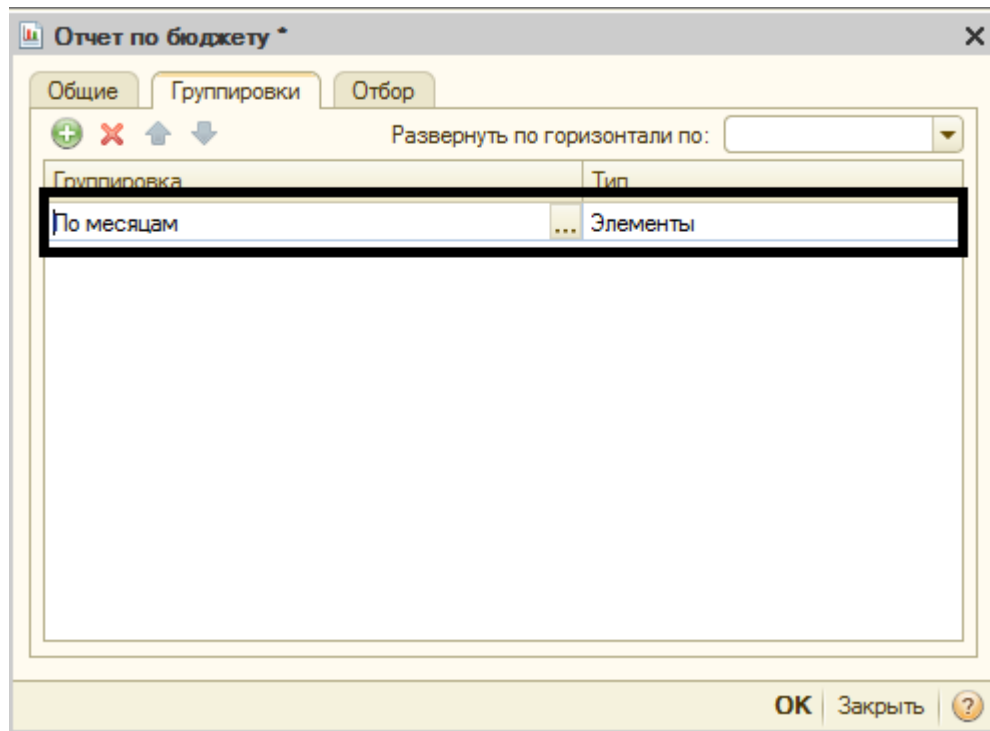 Отчет по бюджету *
Общие Группировки Отбор
Развернуть по горизонтали по:
Группировка Тип
По месяцам ... Элементы
OK Закрыть ?